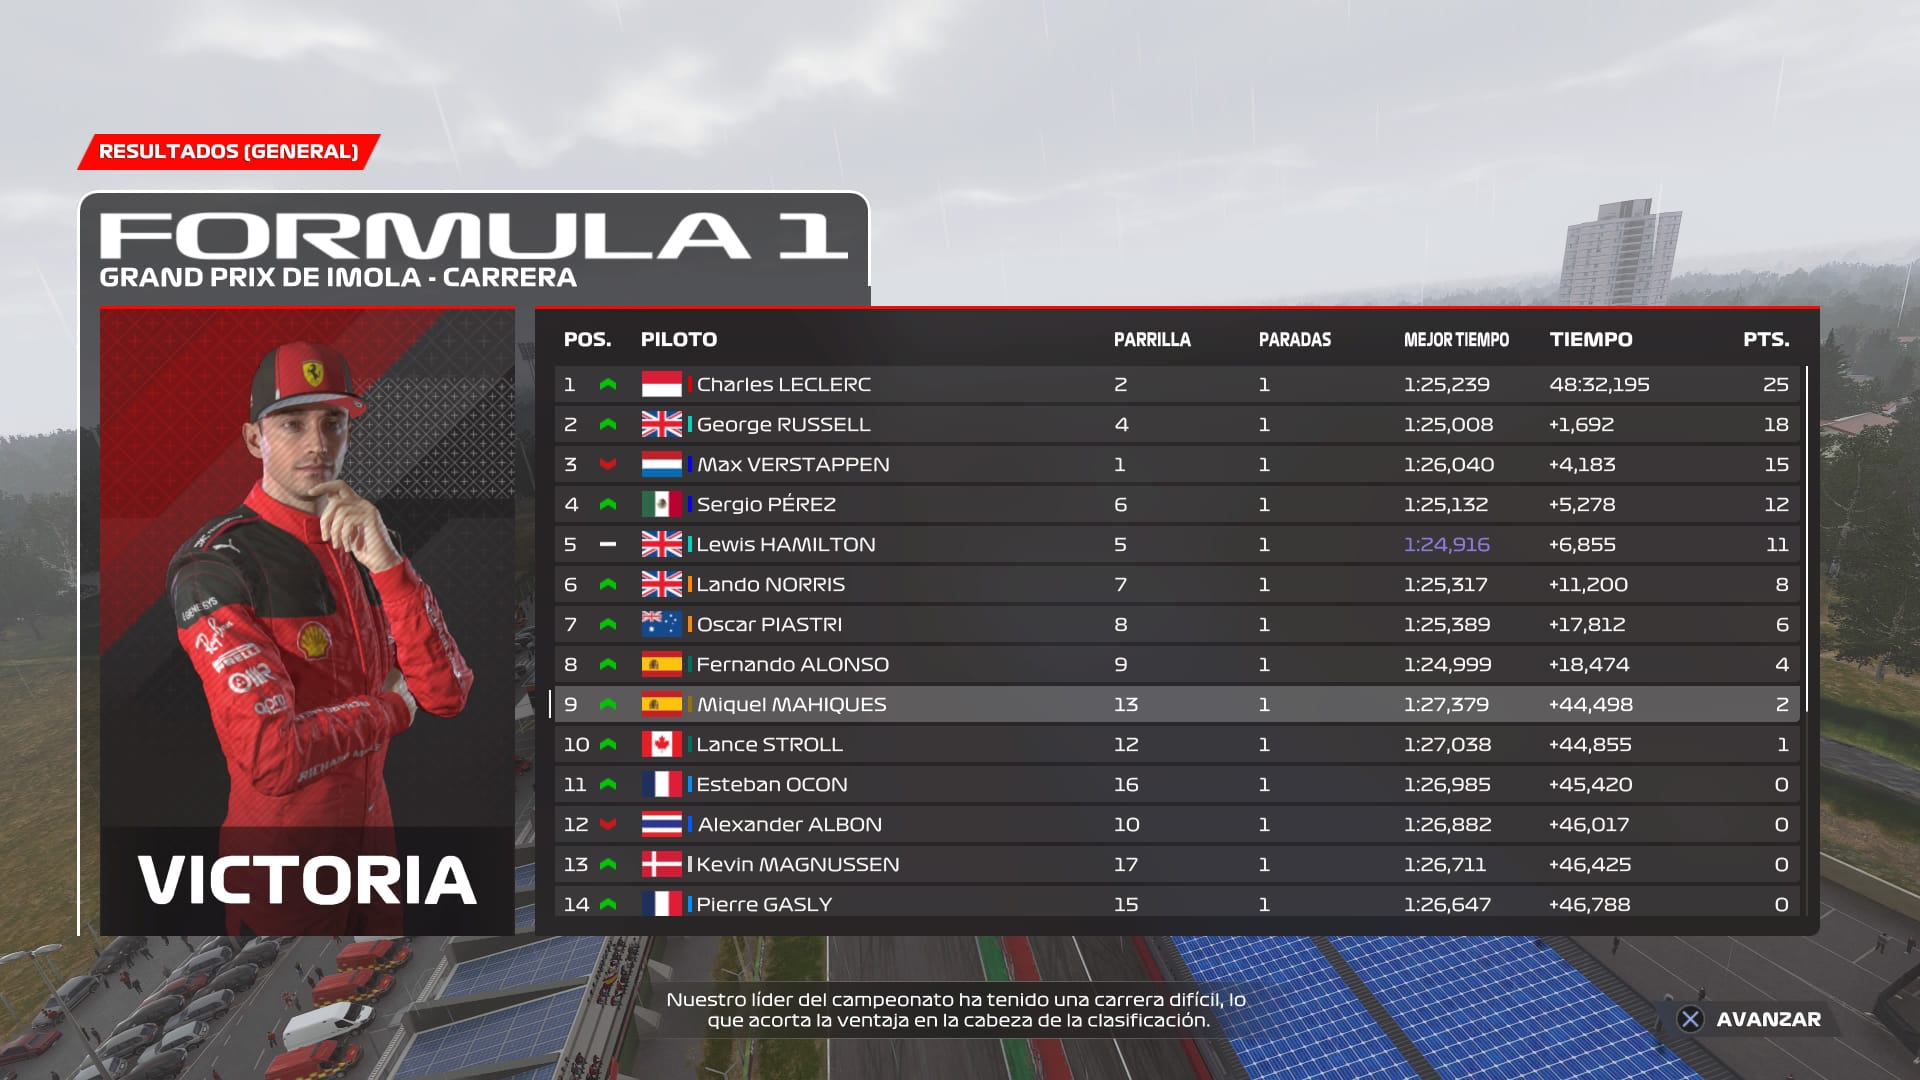 RESULTADOS (GENERAL)
FORMULA 1
GRAND PRIX DE IMOLA - CARRERA
POS. PILOTO PARRILLA PARADAS MEJOR TIEMPO TIEMPO PTS.
1 Charles LECLERC 2 1 1:25,239 48:32,195 25
2 George RUSSELL 4 1 1:25,008 +1,692 18
3 Max VERSTAPPEN 1 1 1:26,040 +4,183 15
4 Sergio PÉREZ 6 1 1:25,132 +5,278 12
5 Lewis HAMILTON 5 1 1:24,916 +6,855 11
6 Lando NORRIS 7 1 1:25,317 +11,200 8
7 Oscar PIASTRI 8 1 1:25,389 +17,812 6
8 Fernando ALONSO 9 1 1:24,999 +18,474 4
9 Miquel MAHIQUES 13 1 1:27,379 +44,498 2
10 Lance STROLL 12 1 1:27,038 +44,855 1
11 Esteban OCON 16 1 1:26,985 +45,420 0
12 Alexander ALBON 10 1 1:26,882 +46,017 0
13 Kevin MAGNUSSEN 17 1 1:26,711 +46,425 0
14 Pierre GASLY 15 1 1:26,647 +46,788 0
Ray-Ban
PIRELLI
VICTORIA
Nuestro líder del campeonato ha tenido una carrera difícil, lo
que acorta la ventaja en la cabeza de la clasificación.
AVANZAR